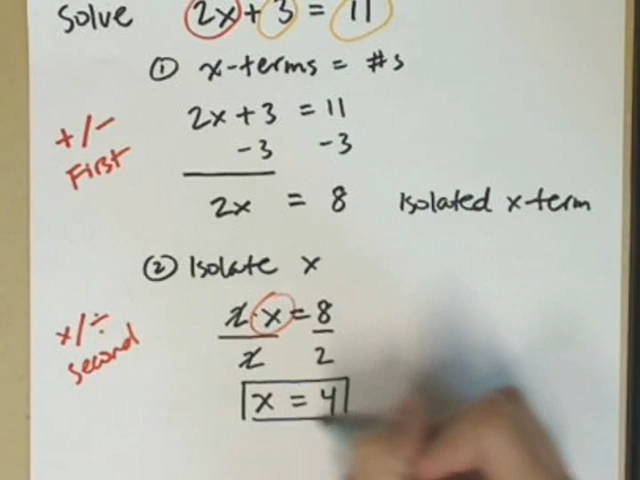 Solve 2x + 3 = 11
① x-terms = #s
+/- First
2x + 3 = 11
-3 -3
2x = 8 Isolated x-term
② Isolate x
x/÷ second
2·x = 8
2 2
x = 4